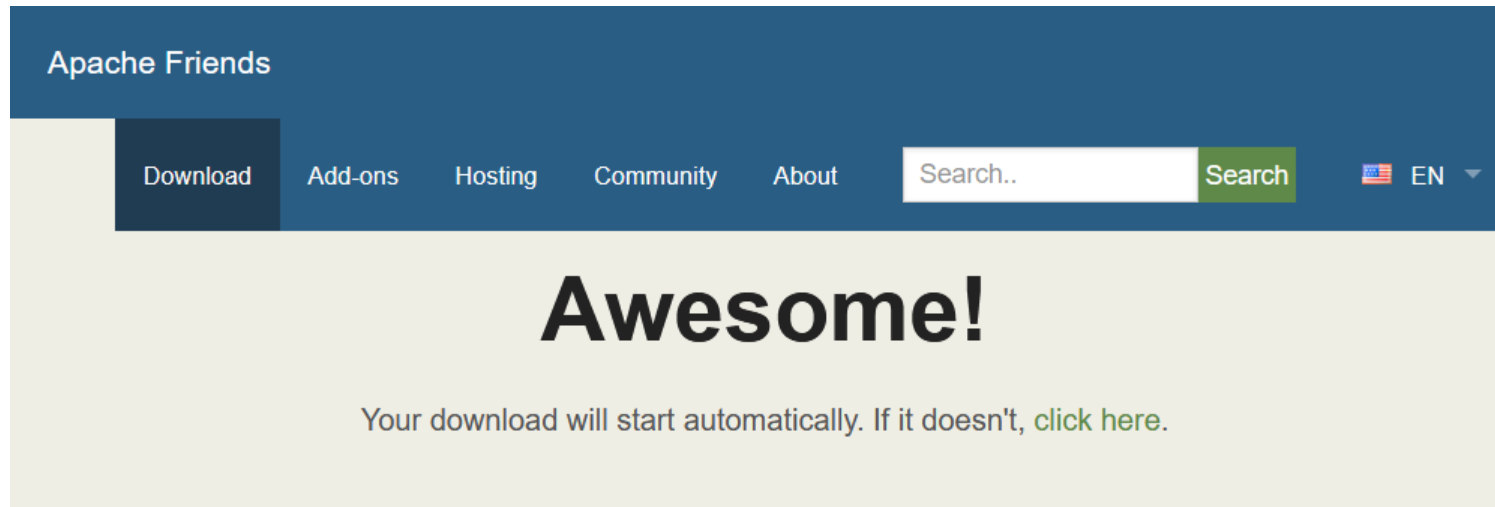 Apache Friends
Download Add-ons Hosting Community About Search.. Search EN
Awesome!
Your download will start automatically. If it doesn't, click here.